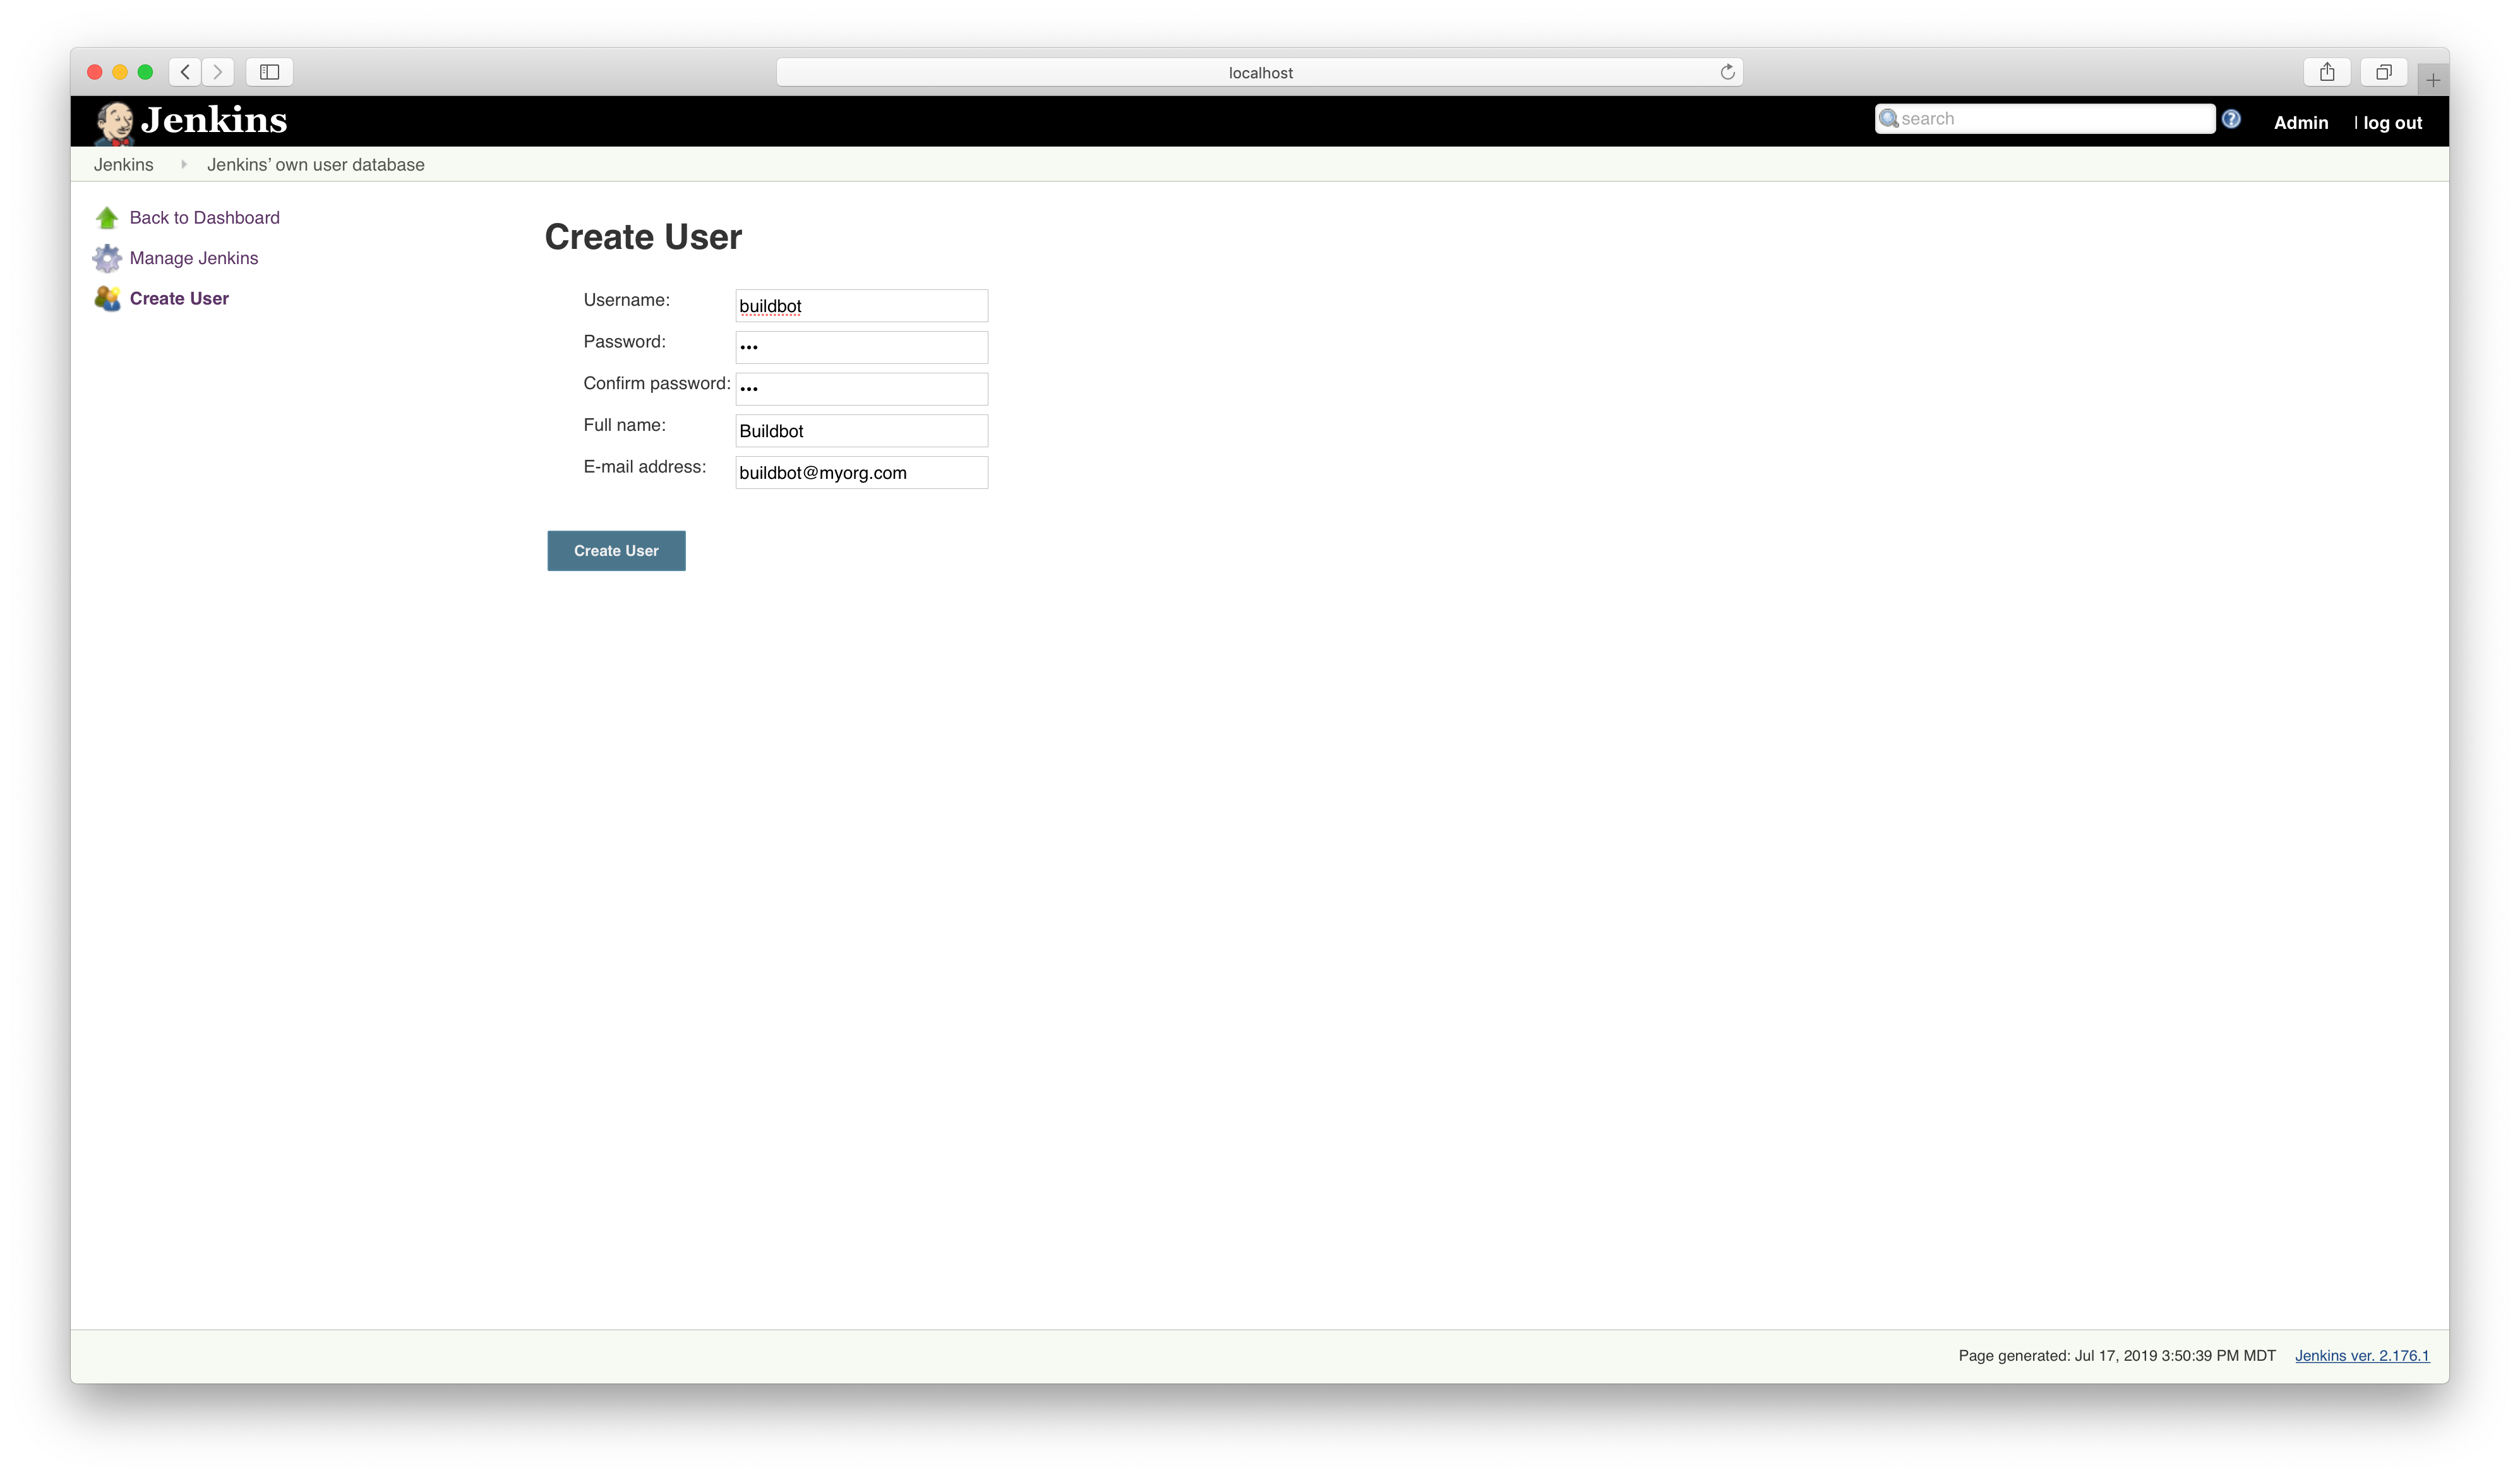 localhost
Jenkins
search
Admin | log out
Jenkins Jenkins’ own user database
Back to Dashboard
Manage Jenkins
Create User
Create User
Username: buildbot
Password: •••
Confirm password: •••
Full name: Buildbot
E-mail address: buildbot@myorg.com
Create User
Page generated: Jul 17, 2019 3:50:39 PM MDT Jenkins ver. 2.176.1